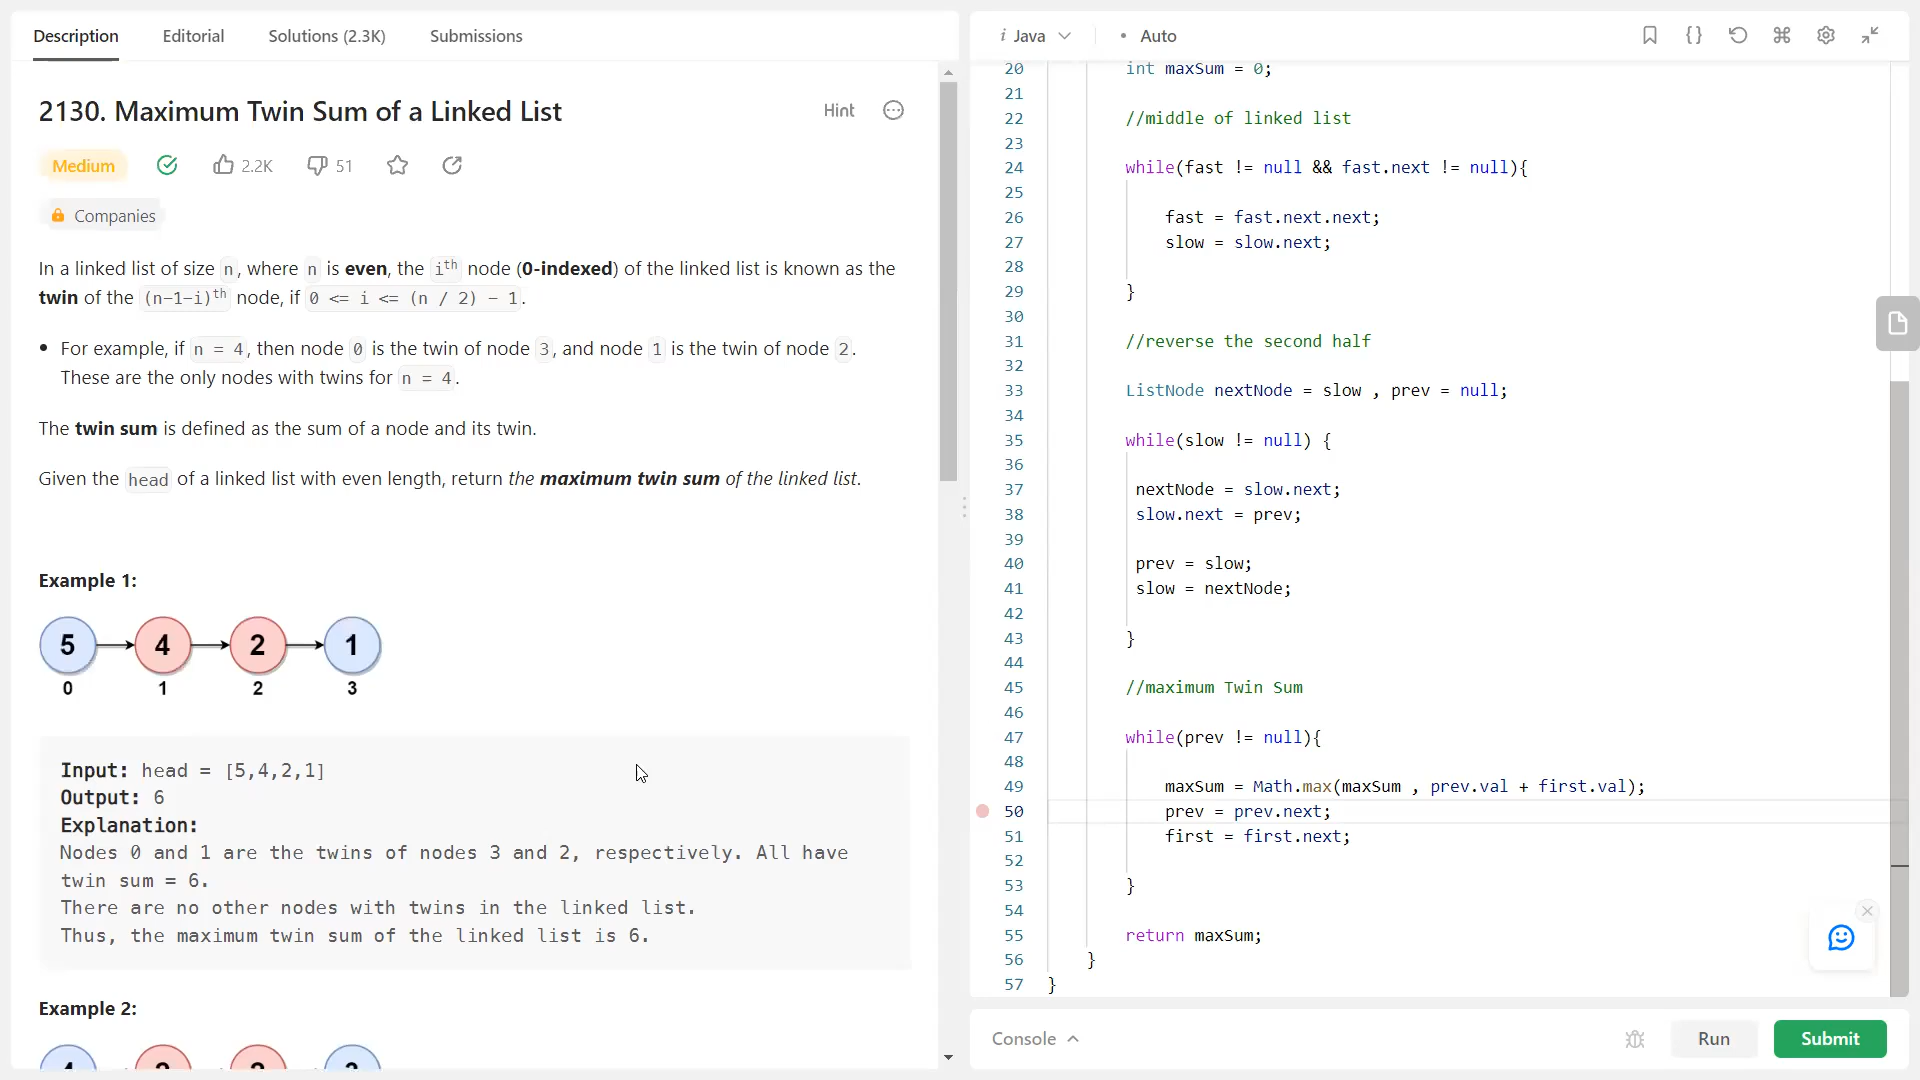 Description Editorial Solutions (2.3K) Submissions
2130. Maximum Twin Sum of a Linked List Hint
Medium 2.2K 51
Companies
In a linked list of size n, where n is even, the ith node (0-indexed) of the linked list is known as the
twin of the (n-1-i)th node, if 0 <= i <= (n / 2) - 1.
• For example, if n = 4, then node 0 is the twin of node 3, and node 1 is the twin of node 2.
These are the only nodes with twins for n = 4.
The twin sum is defined as the sum of a node and its twin.
Given the head of a linked list with even length, return the maximum twin sum of the linked list.
Example 1:
5 4 2 1
0 1 2 3
Input: head = [5,4,2,1]
Output: 6
Explanation:
Nodes 0 and 1 are the twins of nodes 3 and 2, respectively. All have
twin sum = 6.
There are no other nodes with twins in the linked list.
Thus, the maximum twin sum of the linked list is 6.
Example 2:
i Java • Auto
20 int maxSum = 0;
21
22 //middle of linked list
23
24 while(fast != null && fast.next != null){
25
26 fast = fast.next.next;
27 slow = slow.next;
28
29 }
30
31 //reverse the second half
32
33 ListNode nextNode = slow , prev = null;
34
35 while(slow != null) {
36
37 nextNode = slow.next;
38 slow.next = prev;
39
40 prev = slow;
41 slow = nextNode;
42
43 }
44
45 //maximum Twin Sum
46
47 while(prev != null){
48
49 maxSum = Math.max(maxSum , prev.val + first.val);
50 prev = prev.next;
51 first = first.next;
52
53 }
54
55 return maxSum;
56 }
57 }
Console Run Submit